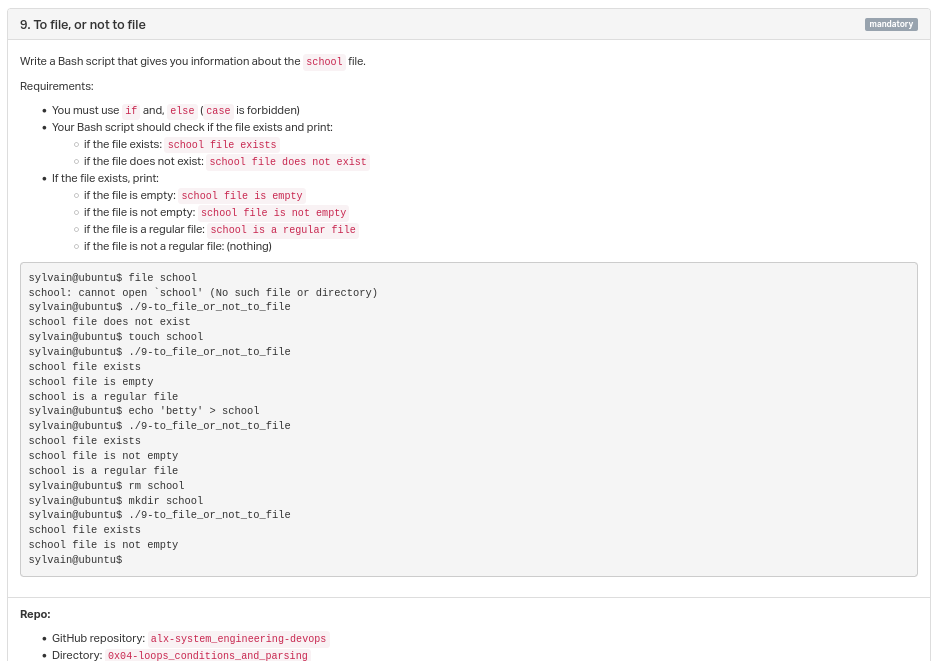 9. To file, or not to file
mandatory
Write a Bash script that gives you information about the school file.
Requirements:
• You must use if and, else (case is forbidden)
• Your Bash script should check if the file exists and print:
○ if the file exists: school file exists
○ if the file does not exist: school file does not exist
• If the file exists, print:
○ if the file is empty: school file is empty
○ if the file is not empty: school file is not empty
○ if the file is a regular file: school is a regular file
○ if the file is not a regular file: (nothing)
sylvain@ubuntu$ file school
school: cannot open `school' (No such file or directory)
sylvain@ubuntu$ ./9-to_file_or_not_to_file
school file does not exist
sylvain@ubuntu$ touch school
sylvain@ubuntu$ ./9-to_file_or_not_to_file
school file exists
school file is empty
school is a regular file
sylvain@ubuntu$ echo 'betty' > school
sylvain@ubuntu$ ./9-to_file_or_not_to_file
school file exists
school file is not empty
school is a regular file
sylvain@ubuntu$ rm school
sylvain@ubuntu$ mkdir school
sylvain@ubuntu$ ./9-to_file_or_not_to_file
school file exists
school file is not empty
sylvain@ubuntu$
Repo:
• GitHub repository: alx-system_engineering-devops
• Directory: 0x04-loops_conditions_and_parsing